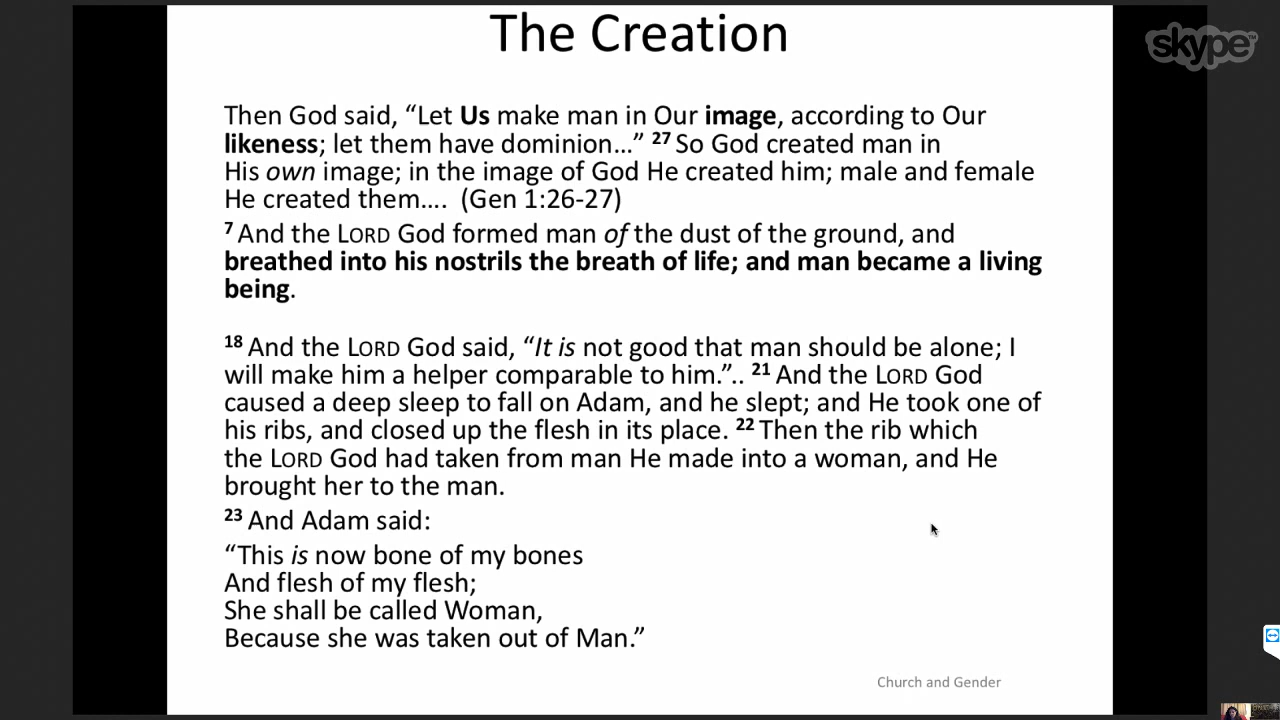 The Creation
skype™
Then God said, “Let Us make man in Our image, according to Our
likeness; let them have dominion…” 27 So God created man in
His own image; in the image of God He created him; male and female
He created them…. (Gen 1:26-27)
7 And the LORD God formed man of the dust of the ground, and
breathed into his nostrils the breath of life; and man became a living
being.
18 And the LORD God said, “It is not good that man should be alone; I
will make him a helper comparable to him.”.. 21 And the LORD God
caused a deep sleep to fall on Adam, and he slept; and He took one of
his ribs, and closed up the flesh in its place. 22 Then the rib which
the LORD God had taken from man He made into a woman, and He
brought her to the man.
23 And Adam said:
“This is now bone of my bones
And flesh of my flesh;
She shall be called Woman,
Because she was taken out of Man.”
Church and Gender